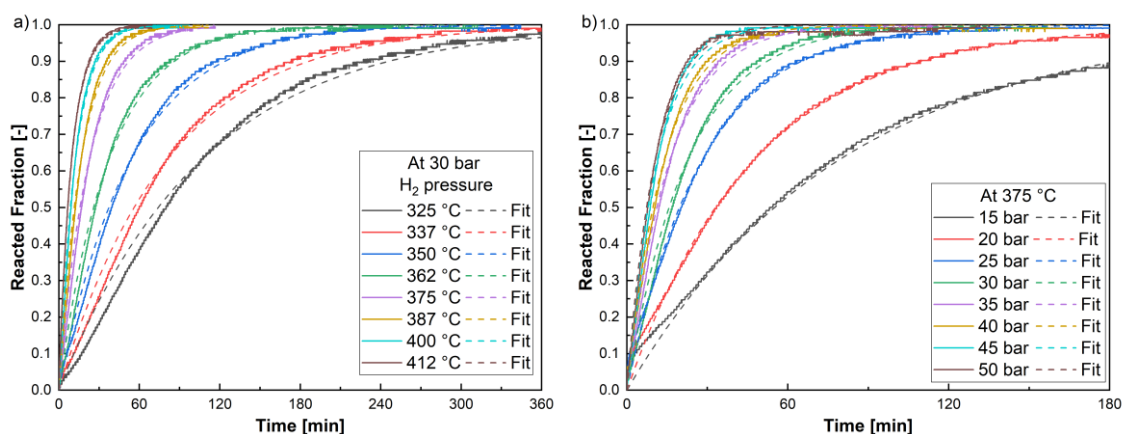 a)
1.0
0.9
0.8
0.7
0.6
0.5
0.4
0.3
0.2
0.1
0.0
Reacted Fraction [-]
At 30 bar
H₂ pressure
325 °C Fit
337 °C Fit
350 °C Fit
362 °C Fit
375 °C Fit
387 °C Fit
400 °C Fit
412 °C Fit
0 60 120 180 240 300 360
Time [min]
b)
1.0
0.9
0.8
0.7
0.6
0.5
0.4
0.3
0.2
0.1
0.0
Reacted Fraction [-]
At 375 °C
15 bar Fit
20 bar Fit
25 bar Fit
30 bar Fit
35 bar Fit
40 bar Fit
45 bar Fit
50 bar Fit
0 60 120 180
Time [min]